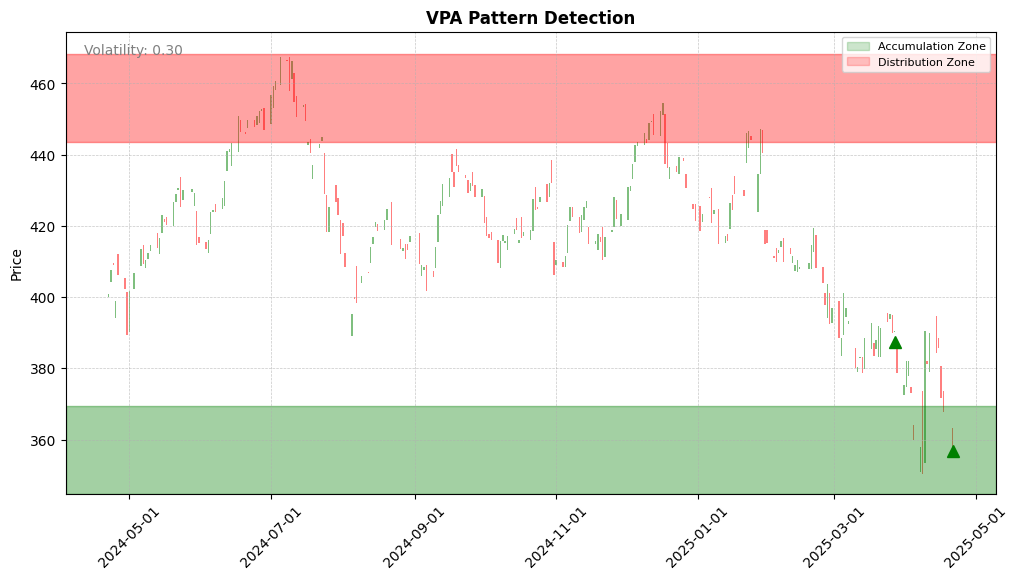 VPA Pattern Detection
Volatility: 0.30
Accumulation Zone
Distribution Zone
Price
460
440
420
400
380
360
2024-05-01
2024-07-01
2024-09-01
2024-11-01
2025-01-01
2025-03-01
2025-05-01